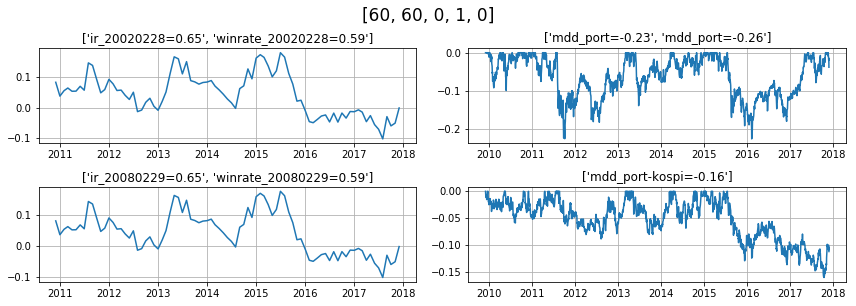 [60, 60, 0, 1, 0]
['ir_20020228=0.65', 'winrate_20020228=0.59']
0.1
0.0
−0.1
2011 2012 2013 2014 2015 2016 2017 2018
['mdd_port=-0.23', 'mdd_port=-0.26']
0.0
−0.1
−0.2
2010 2011 2012 2013 2014 2015 2016 2017 2018
['ir_20080229=0.65', 'winrate_20080229=0.59']
0.1
0.0
−0.1
2011 2012 2013 2014 2015 2016 2017 2018
['mdd_port-kospi=-0.16']
0.00
−0.05
−0.10
−0.15
2010 2011 2012 2013 2014 2015 2016 2017 2018